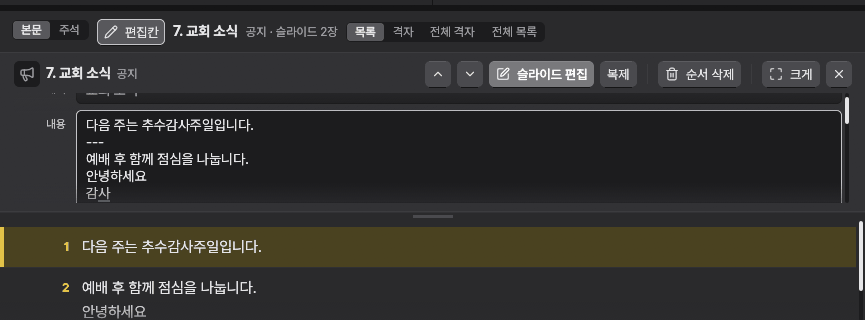 본문 주석 편집칸 7. 교회 소식 공지 · 슬라이드 2장 목록 격자 전체 격자 전체 목록
7. 교회 소식 공지 슬라이드 편집 복제 순서 삭제 크게
내용
다음 주는 추수감사주일입니다.
---
예배 후 함께 점심을 나눕니다.
안녕하세요
감사
1 다음 주는 추수감사주일입니다.
2 예배 후 함께 점심을 나눕니다.
안녕하세요